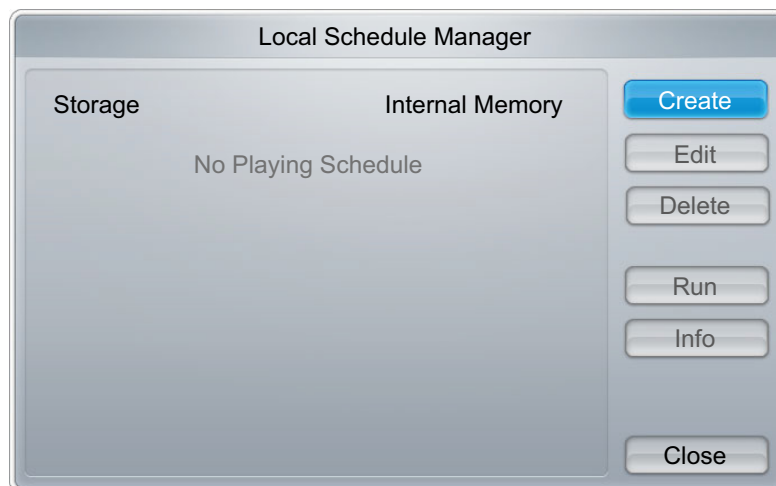 Local Schedule Manager
Storage Internal Memory
No Playing Schedule
Create
Edit
Delete
Run
Info
Close